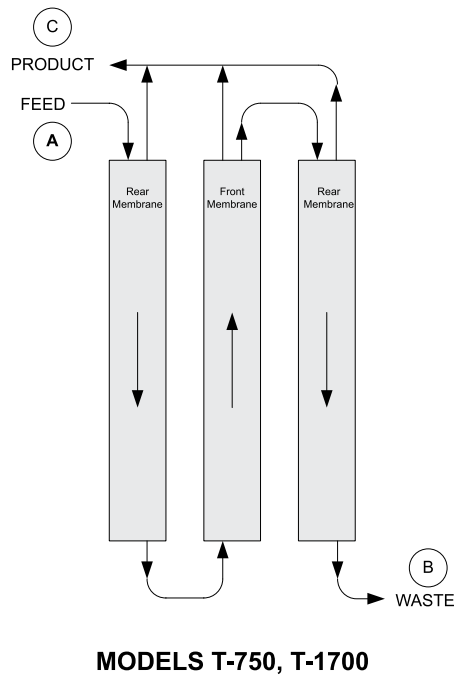 C
PRODUCT
FEED
A
Rear
Membrane
Front
Membrane
Rear
Membrane
B
WASTE
MODELS T-750, T-1700